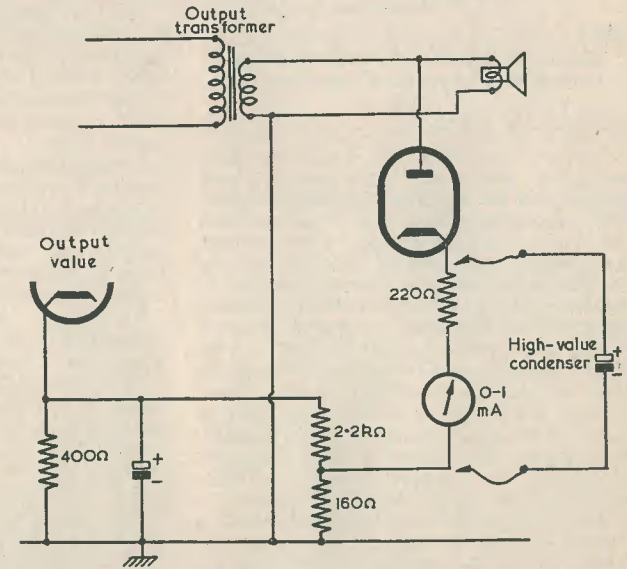 Output
transformer
Output
value
220Ω
High-value
condenser
+
-
0-1
mA
2·2kΩ
400Ω
+
-
160Ω